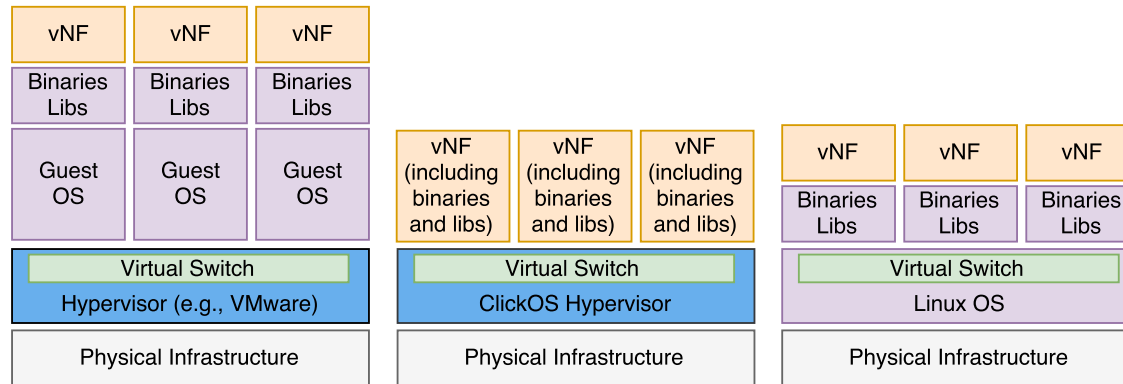 vNF
vNF
vNF
Binaries
Libs
Binaries
Libs
Binaries
Libs
Guest
OS
Guest
OS
Guest
OS
Virtual Switch
Hypervisor (e.g., VMware)
Physical Infrastructure
vNF
(including
binaries
and libs)
vNF
(including
binaries
and libs)
vNF
(including
binaries
and libs)
Virtual Switch
ClickOS Hypervisor
Physical Infrastructure
vNF
vNF
vNF
Binaries
Libs
Binaries
Libs
Binaries
Libs
Virtual Switch
Linux OS
Physical Infrastructure